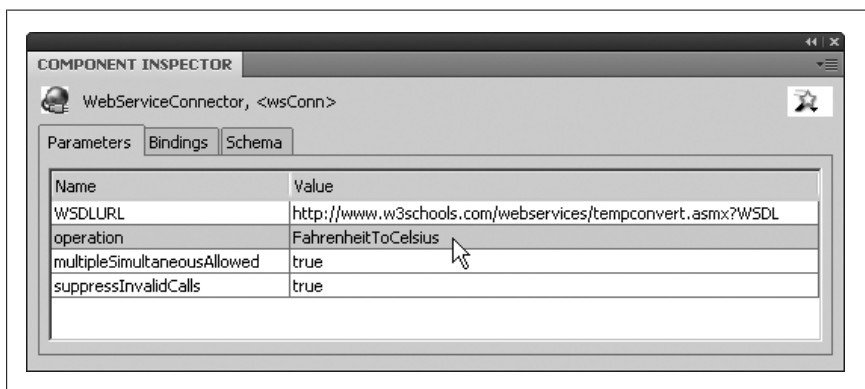 COMPONENT INSPECTOR
WebServiceConnector, <wsConn>
Parameters Bindings Schema
Name Value
WSDLURL http://www.w3schools.com/webservices/tempconvert.asmx?WSDL
operation FahrenheitToCelsius
multipleSimultaneousAllowed true
suppressInvalidCalls true